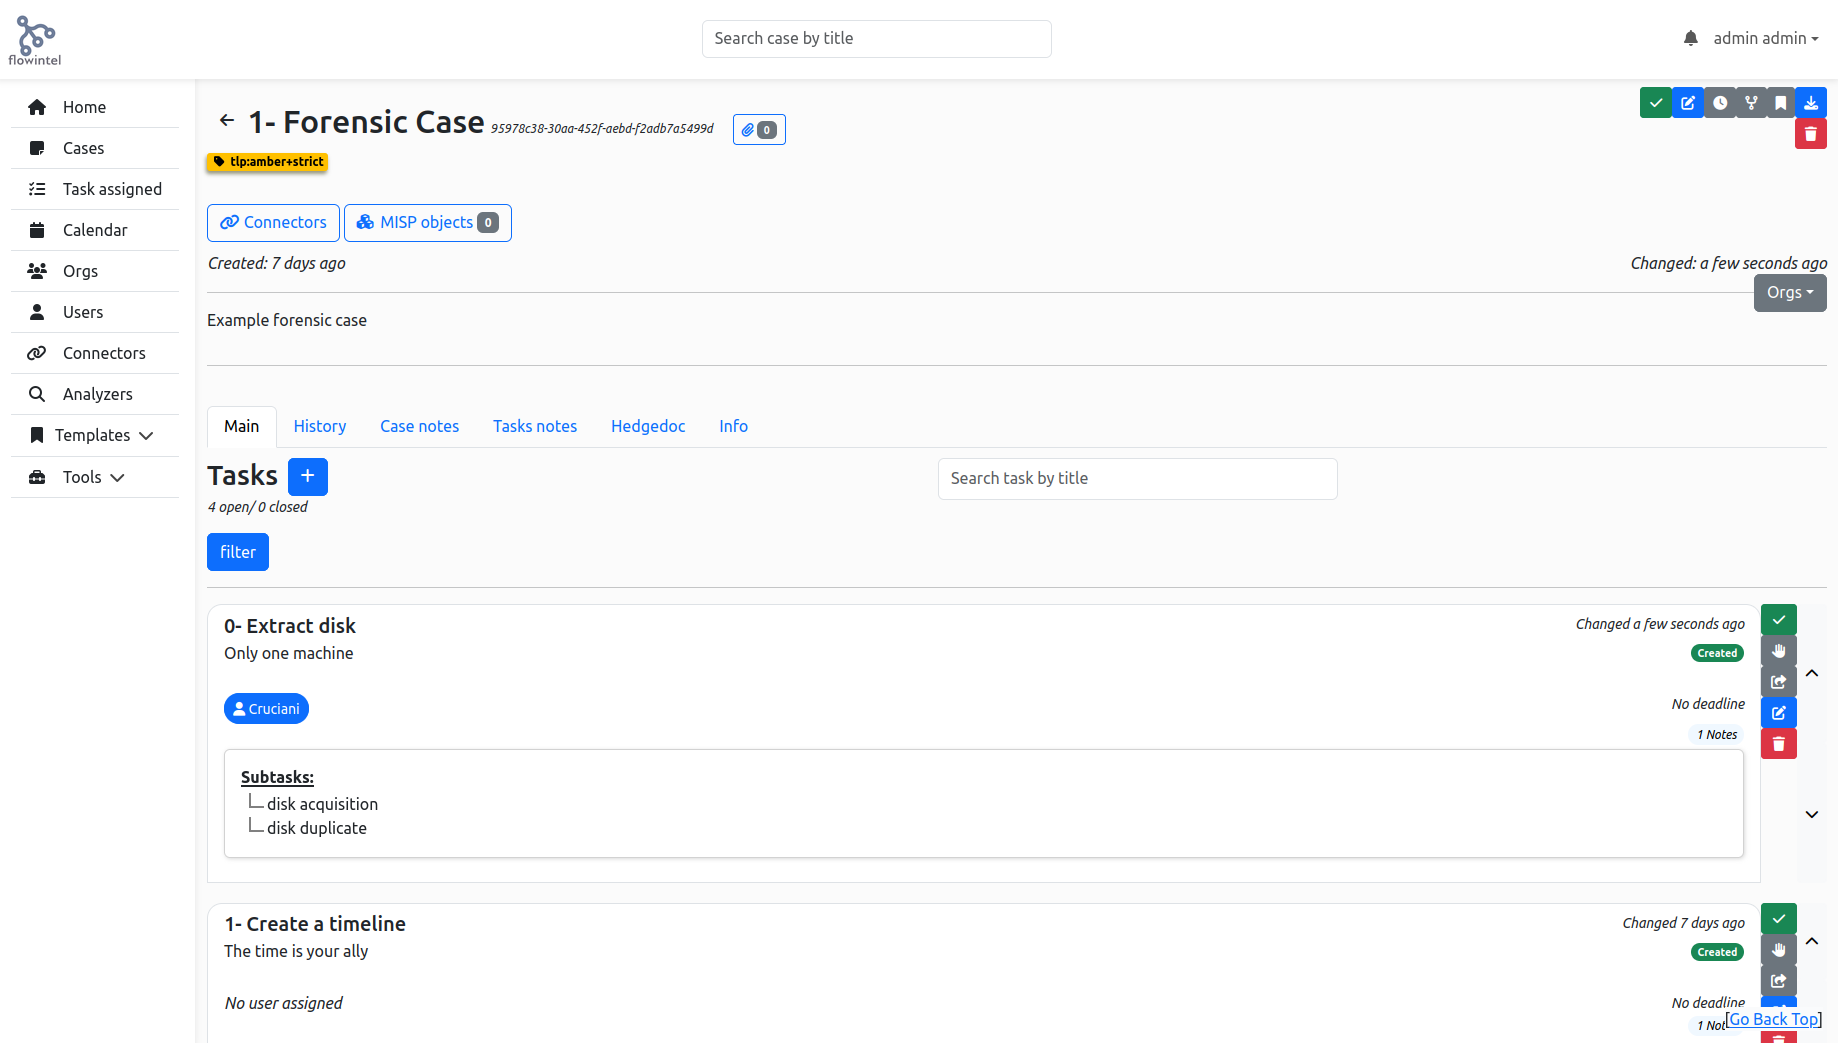 flowintel
Search case by title
admin admin
Home
Cases
Task assigned
Calendar
Orgs
Users
Connectors
Analyzers
Templates
Tools
1- Forensic Case 95978c38-30aa-452f-aebd-f2adb7a5499d 0
tlp:amber+strict
Connectors MISP objects 0
Created: 7 days ago
Changed: a few seconds ago
Orgs
Example forensic case
Main History Case notes Tasks notes Hedgedoc Info
Tasks +
Search task by title
4 open/ 0 closed
filter
0- Extract disk
Changed a few seconds ago
Only one machine
Created
Cruciani
No deadline
1 Notes
Subtasks:
disk acquisition
disk duplicate
1- Create a timeline
Changed 7 days ago
The time is your ally
Created
No user assigned
No deadline
1 Not
[Go Back Top]